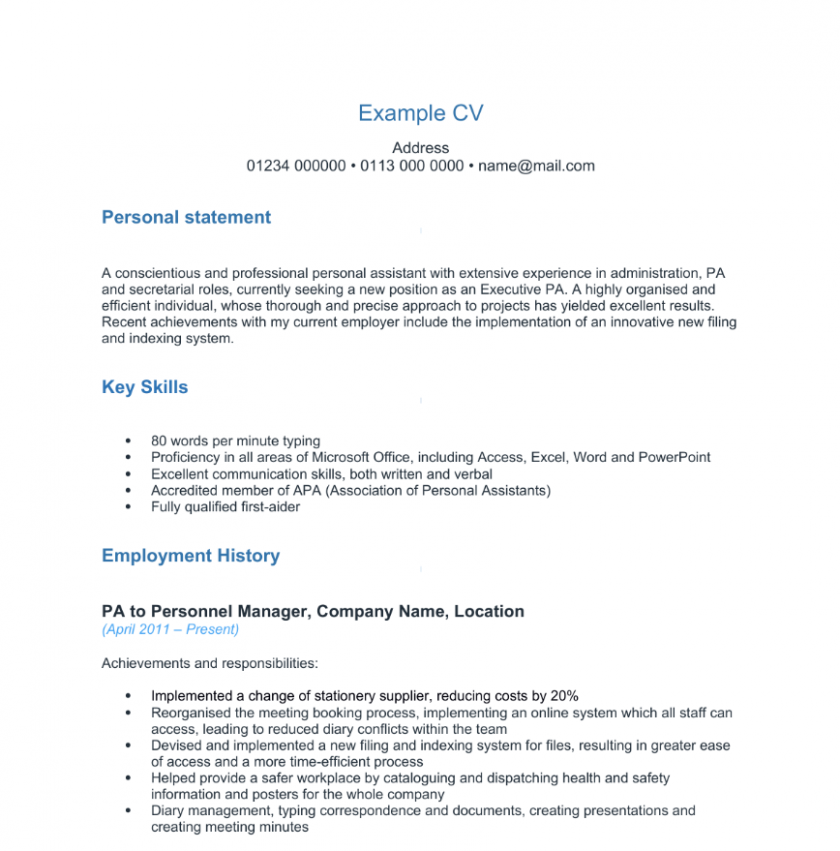 Example CV
Address
01234 000000 • 0113 000 0000 • name@mail.com
Personal statement
A conscientious and professional personal assistant with extensive experience in administration, PA
and secretarial roles, currently seeking a new position as an Executive PA. A highly organised and
efficient individual, whose thorough and precise approach to projects has yielded excellent results.
Recent achievements with my current employer include the implementation of an innovative new filing
and indexing system.
Key Skills
• 80 words per minute typing
• Proficiency in all areas of Microsoft Office, including Access, Excel, Word and PowerPoint
• Excellent communication skills, both written and verbal
• Accredited member of APA (Association of Personal Assistants)
• Fully qualified first-aider
Employment History
PA to Personnel Manager, Company Name, Location
(April 2011 – Present)
Achievements and responsibilities:
• Implemented a change of stationery supplier, reducing costs by 20%
• Reorganised the meeting booking process, implementing an online system which all staff can
access, leading to reduced diary conflicts within the team
• Devised and implemented a new filing and indexing system for files, resulting in greater ease
of access and a more time-efficient process
• Helped provide a safer workplace by cataloguing and dispatching health and safety
information and posters for the whole company
• Diary management, typing correspondence and documents, creating presentations and
creating meeting minutes